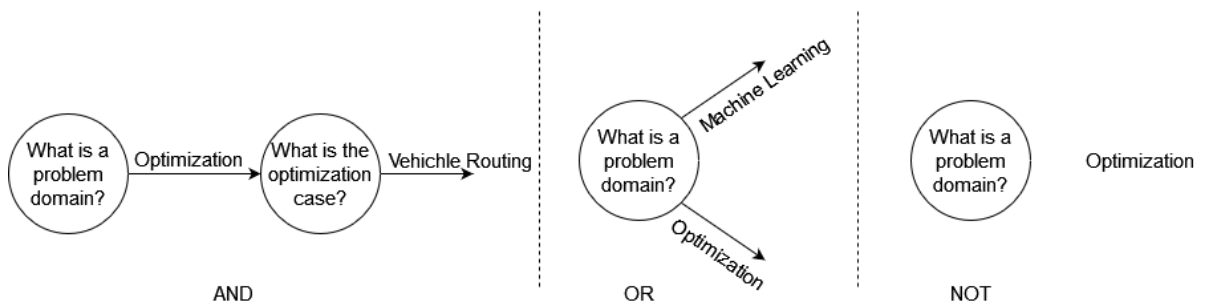 What is a
problem
domain?
Optimization
What is the
optimization
case?
Vehichle Routing
AND
What is a
problem
domain?
Machine Learning
Optimization
OR
What is a
problem
domain?
Optimization
NOT